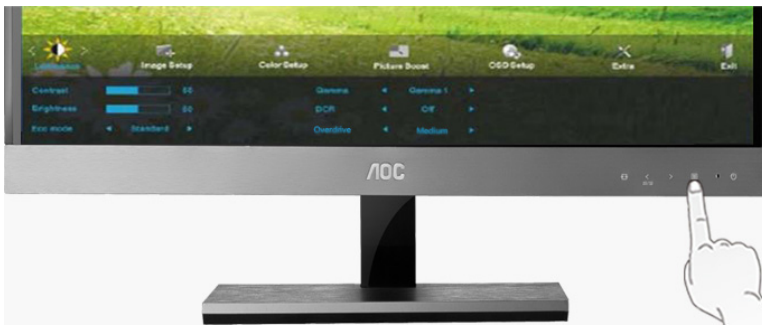 Luminance Image Setup Color Setup Picture Boost OSD Setup Extra Exit
Contrast 50 Gamma Gamma 1
Brightness 50 DCR Off
Eco mode Standard Overdrive Medium
AOC